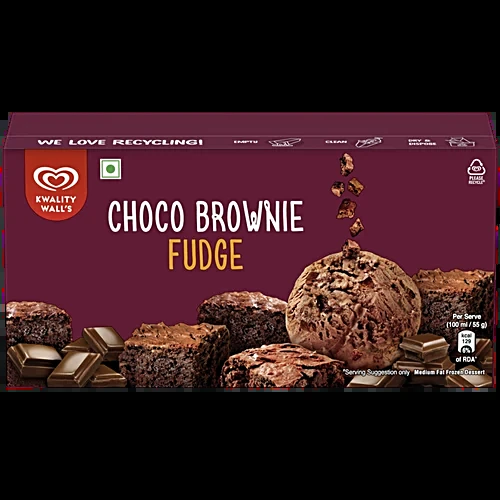 WE LOVE RECYCLING!
EMPTY
CLEAN
DRY &
DISPOSE
KWALITY
WALL'S
PLEASE
RECYCLE
CHOCO BROWNIE
FUDGE
Per Serve
(100 ml / 55 g)
kcal
129
of RDA*
*Serving Suggestion only
Medium Fat Frozen Dessert